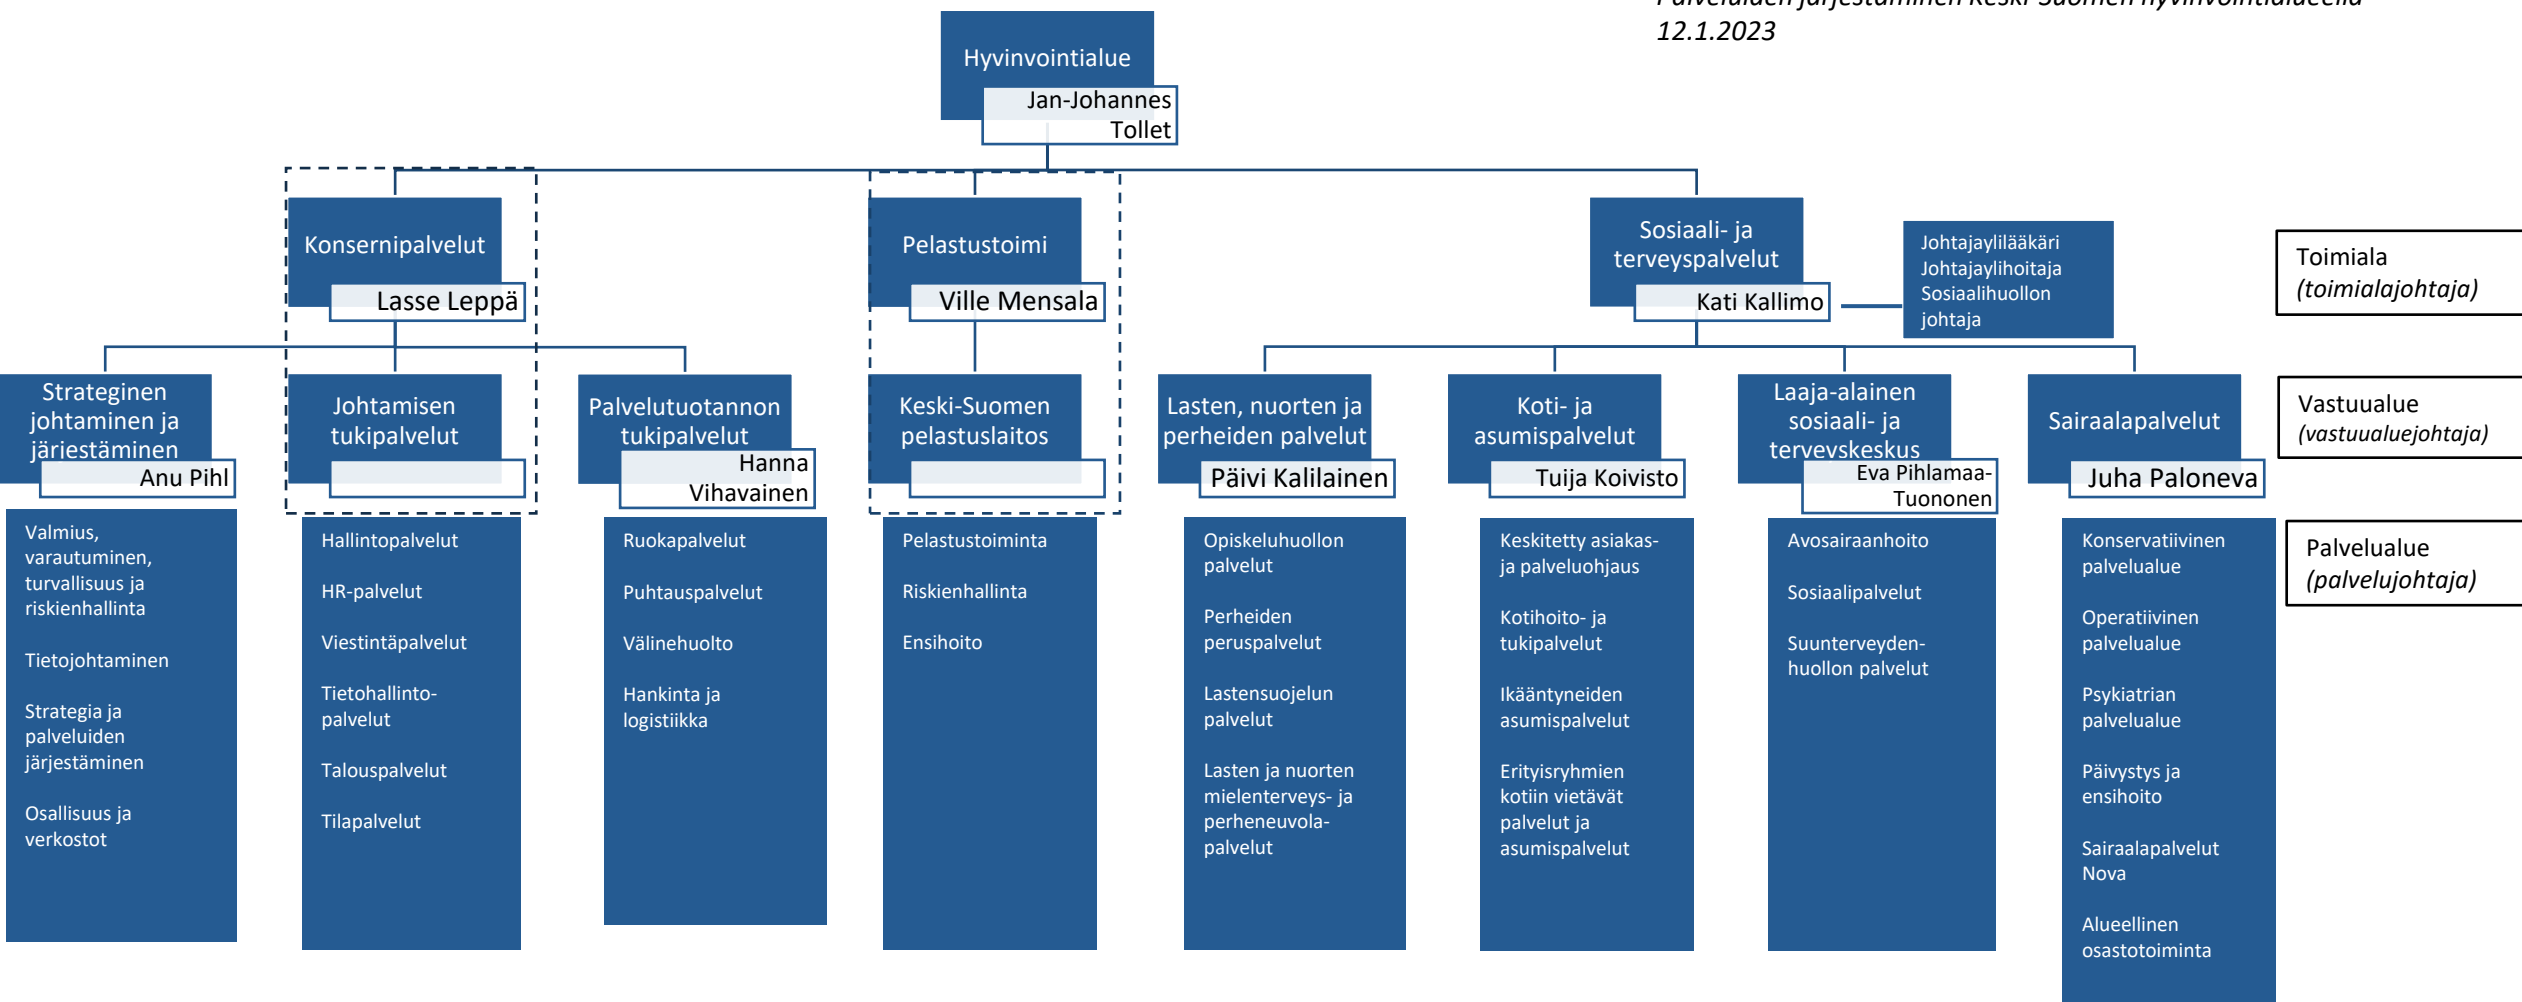 Palveluiden järjestäminen Keski-Suomen hyvinvointialueella
12.1.2023
Hyvinvointialue
Jan-Johannes
Tollet
Konsernipalvelut
Lasse Leppä
Pelastustoimi
Ville Mensala
Sosiaali- ja
terveyspalvelut
Kati Kallimo
Johtajaylilääkäri
Johtajaylihoitaja
Sosiaalihuollon
johtaja
Toimiala
(toimialajohtaja)
Strateginen
johtaminen ja
järjestäminen
Anu Pihl
Johtamisen
tukipalvelut
Palvelutuotannon
tukipalvelut
Hanna
Vihavainen
Keski-Suomen
pelastuslaitos
Lasten, nuorten ja
perheiden palvelut
Päivi Kalilainen
Koti- ja
asumispalvelut
Tuija Koivisto
Laaja-alainen
sosiaali- ja
terveyskeskus
Eva Pihlamaa-
Tuononen
Sairaalapalvelut
Juha Paloneva
Vastuualue
(vastuualuejohtaja)
Valmius,
varautuminen,
turvallisuus ja
riskienhallinta
Tietojohtaminen
Strategia ja
palveluiden
järjestäminen
Osallisuus ja
verkostot
Hallintopalvelut
HR-palvelut
Viestintäpalvelut
Tietohallinto-
palvelut
Talouspalvelut
Tilapalvelut
Ruokapalvelut
Puhtauspalvelut
Välinehuolto
Hankinta ja
logistiikka
Pelastustoiminta
Riskienhallinta
Ensihoito
Opiskeluhuollon
palvelut
Perheiden
peruspalvelut
Lastensuojelun
palvelut
Lasten ja nuorten
mielenterveys- ja
perheneuvola-
palvelut
Keskitetty asiakas-
ja palveluohjaus
Kotihoito- ja
tukipalvelut
Ikääntyneiden
asumispalvelut
Erityisryhmien
kotiin vietävät
palvelut ja
asumispalvelut
Avosairaanhoito
Sosiaalipalvelut
Suunterveyden-
huollon palvelut
Konservatiivinen
palvelualue
Operatiivinen
palvelualue
Psykiatrian
palvelualue
Päivystys ja
ensihoito
Sairaalapalvelut
Nova
Alueellinen
osastotoiminta
Palvelualue
(palvelujohtaja)